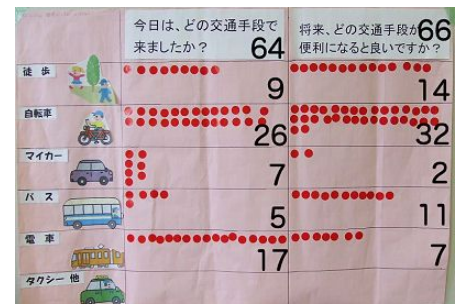 今日は、どの交通手段で
来ましたか？ 64
将来、どの交通手段が66
便利になると良いですか？
徒歩
9
14
自転車
26
32
マイカー
7
2
バス
5
11
電車
17
7
タクシー他